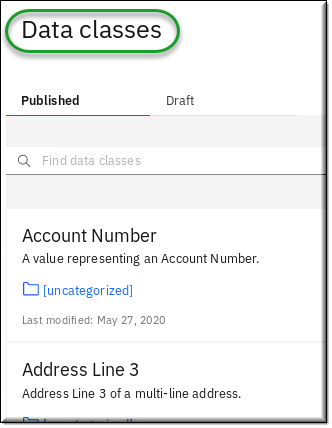 Data classes
Published
Draft
Find data classes
Account Number
A value representing an Account Number.
[uncategorized]
Last modified: May 27, 2020
Address Line 3
Address Line 3 of a multi-line address.